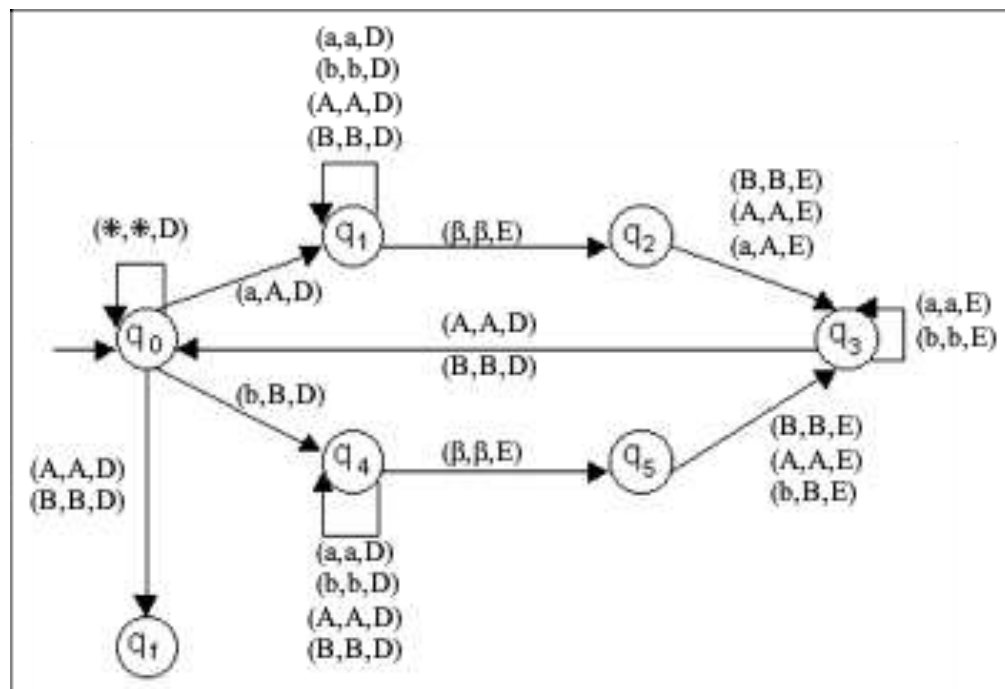 (a,a,D)
(b,b,D)
(A,A,D)
(B,B,D)
(B,B,E)
(A,A,E)
(a,A,E)
(⁕,⁕,D)
q1
(β,β,E)
q2
(a,A,D)
q0
(A,A,D)
(B,B,D)
q3
(a,a,E)
(b,b,E)
(b,B,D)
q4
(β,β,E)
q5
(B,B,E)
(A,A,E)
(b,B,E)
(A,A,D)
(B,B,D)
(a,a,D)
(b,b,D)
(A,A,D)
(B,B,D)
qf